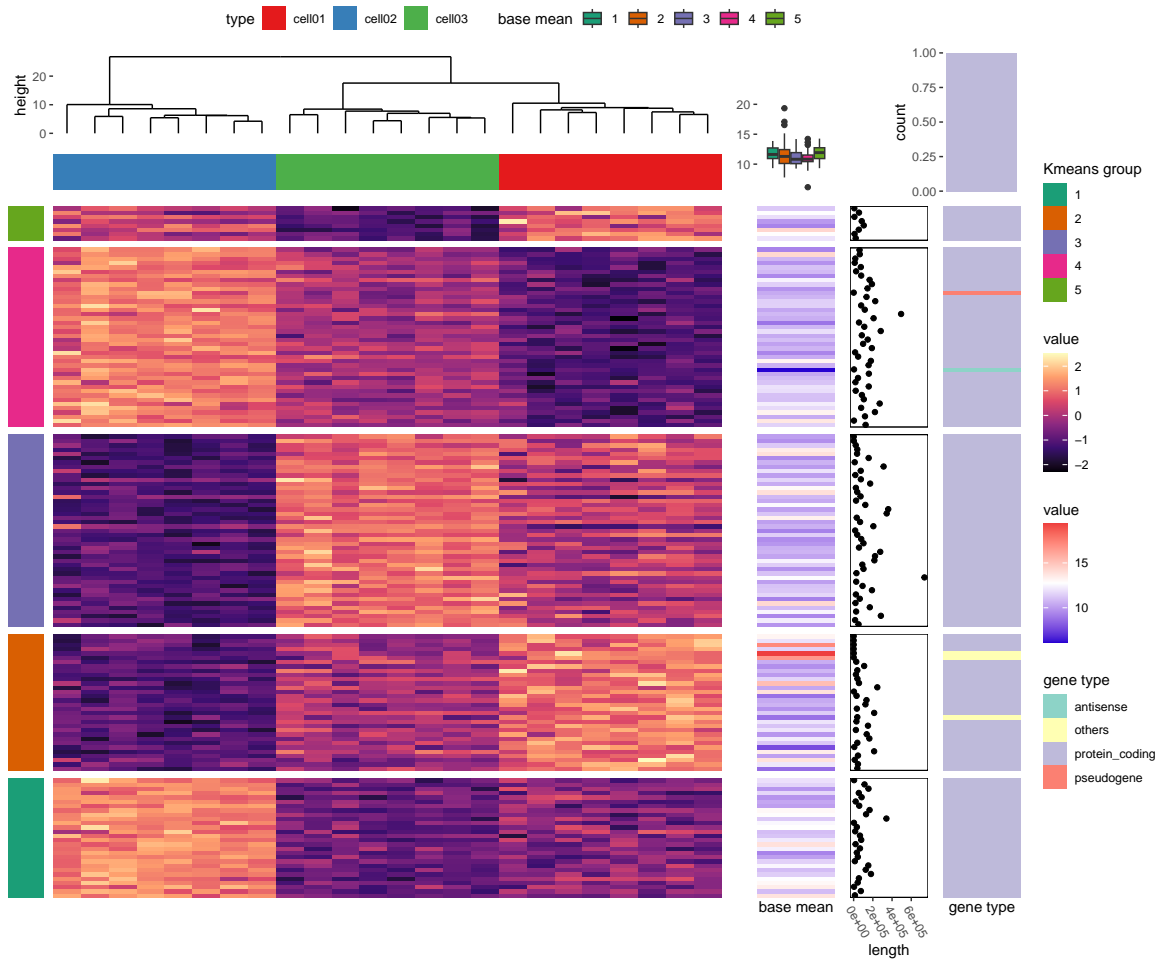 type cell01 cell02 cell03 base mean 1 2 3 4 5
height
20
10
0
20
15
10
count
1.00
0.75
0.50
0.25
0.00
Kmeans group
1
2
3
4
5
value
2
1
0
−1
−2
value
15
10
gene type
antisense
others
protein_coding
pseudogene
base mean
0e+00
2e+05
4e+05
6e+05
length
gene type